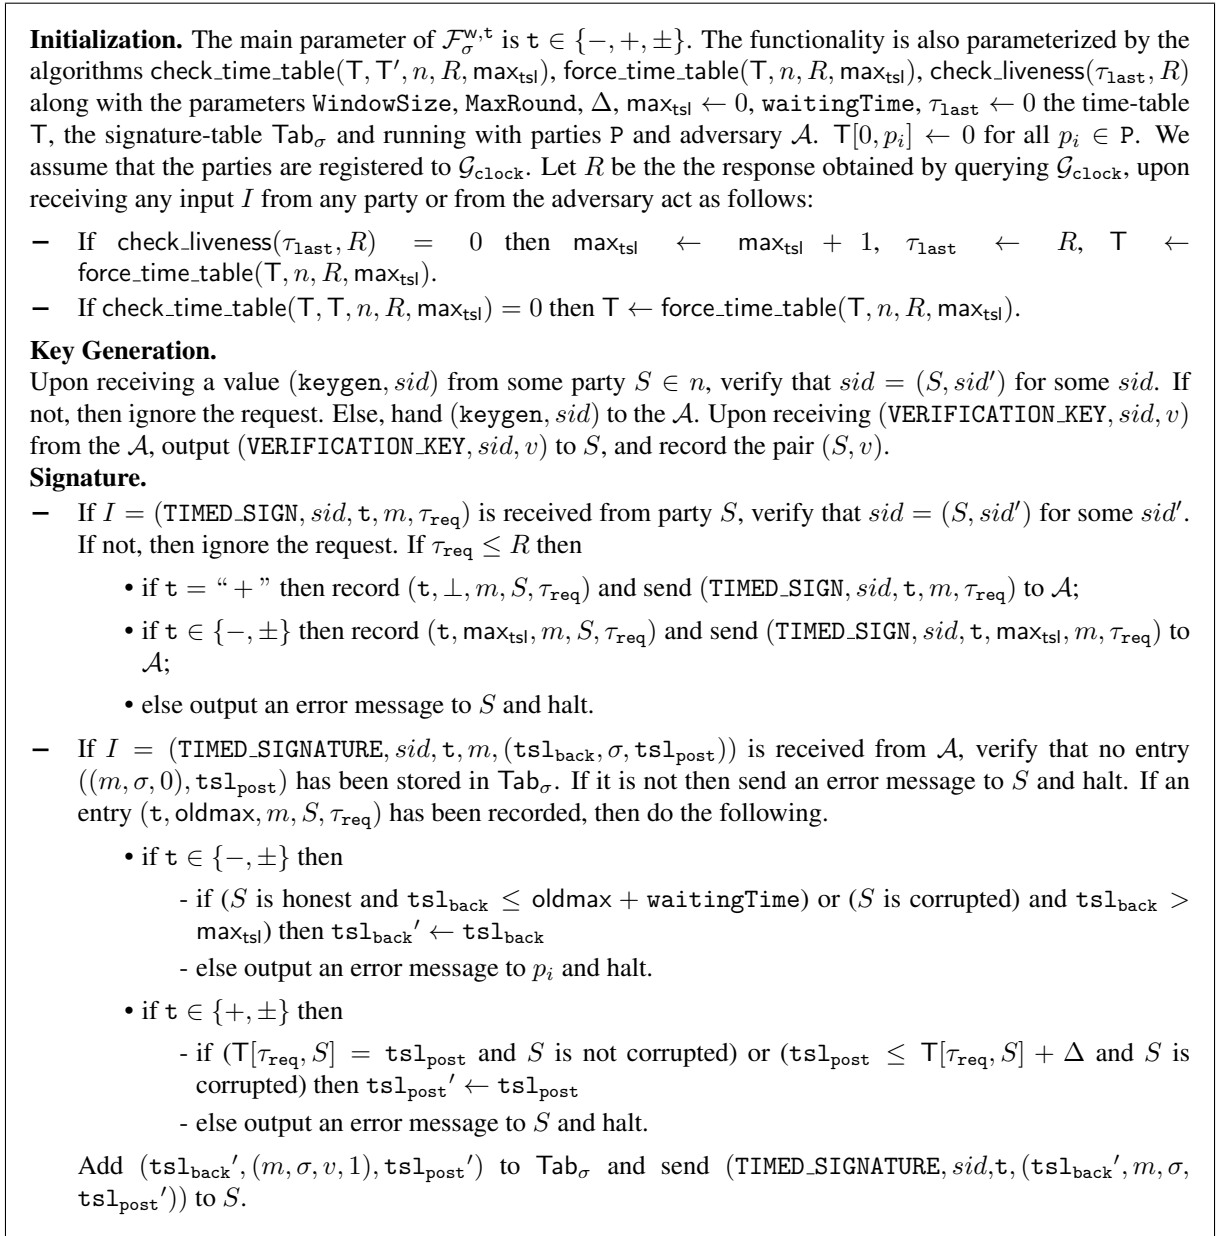 Initialization. The main parameter of $\mathcal{F}_\sigma^{w,t}$ is t ∈ {−, +, ±}. The functionality is also parameterized by the
algorithms check_time_table(T, T′, n, R, max_tsl), force_time_table(T, n, R, max_tsl), check_liveness(τ_last, R)
along with the parameters WindowSize, MaxRound, Δ, max_tsl ← 0, waitingTime, τ_last ← 0 the time-table
T, the signature-table Tab_σ and running with parties P and adversary 𝒜. T[0, p_i] ← 0 for all p_i ∈ P. We
assume that the parties are registered to 𝒢_clock. Let R be the the response obtained by querying 𝒢_clock, upon
receiving any input I from any party or from the adversary act as follows:
– If check_liveness(τ_last, R) = 0 then max_tsl ← max_tsl + 1, τ_last ← R, T ←
force_time_table(T, n, R, max_tsl).
– If check_time_table(T, T, n, R, max_tsl) = 0 then T ← force_time_table(T, n, R, max_tsl).
Key Generation.
Upon receiving a value (keygen, sid) from some party S ∈ n, verify that sid = (S, sid′) for some sid. If
not, then ignore the request. Else, hand (keygen, sid) to the 𝒜. Upon receiving (VERIFICATION_KEY, sid, v)
from the 𝒜, output (VERIFICATION_KEY, sid, v) to S, and record the pair (S, v).
Signature.
– If I = (TIMED_SIGN, sid, t, m, τ_req) is received from party S, verify that sid = (S, sid′) for some sid′.
If not, then ignore the request. If τ_req ≤ R then
• if t = “ + ” then record (t, ⊥, m, S, τ_req) and send (TIMED_SIGN, sid, t, m, τ_req) to 𝒜;
• if t ∈ {−, ±} then record (t, max_tsl, m, S, τ_req) and send (TIMED_SIGN, sid, t, max_tsl, m, τ_req) to
𝒜;
• else output an error message to S and halt.
– If I = (TIMED_SIGNATURE, sid, t, m, (tsl_back, σ, tsl_post)) is received from 𝒜, verify that no entry
((m, σ, 0), tsl_post) has been stored in Tab_σ. If it is not then send an error message to S and halt. If an
entry (t, oldmax, m, S, τ_req) has been recorded, then do the following.
• if t ∈ {−, ±} then
- if (S is honest and tsl_back ≤ oldmax + waitingTime) or (S is corrupted) and tsl_back >
max_tsl) then tsl_back′ ← tsl_back
- else output an error message to p_i and halt.
• if t ∈ {+, ±} then
- if (T[τ_req, S] = tsl_post and S is not corrupted) or (tsl_post ≤ T[τ_req, S] + Δ and S is
corrupted) then tsl_post′ ← tsl_post
- else output an error message to S and halt.
Add (tsl_back′, (m, σ, v, 1), tsl_post′) to Tab_σ and send (TIMED_SIGNATURE, sid,t, (tsl_back′, m, σ,
tsl_post′)) to S.